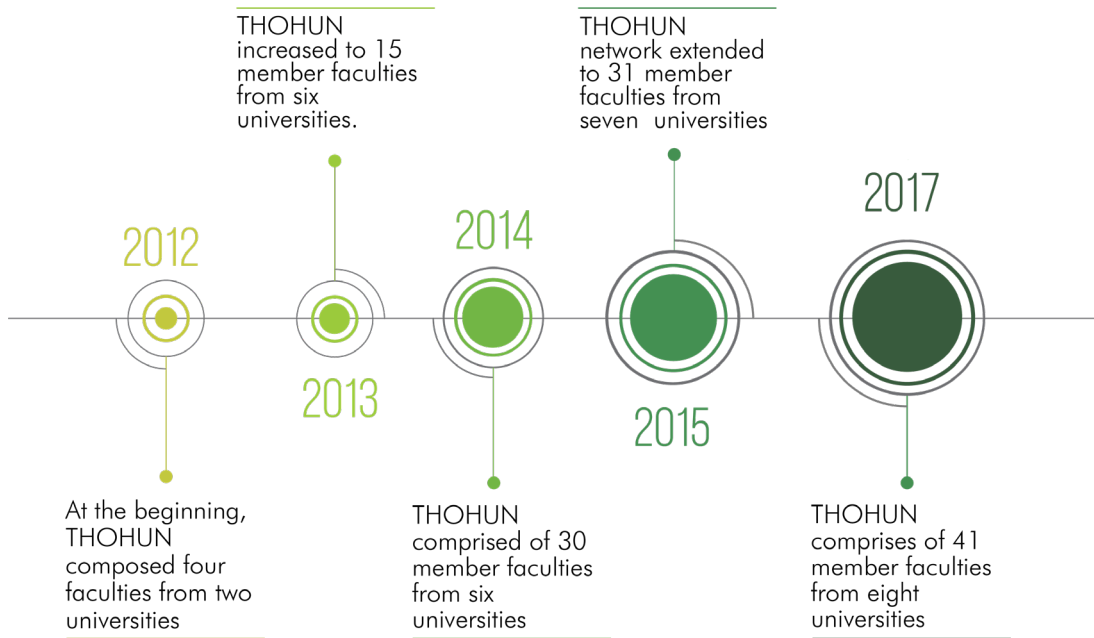 2012
At the beginning,
THOHUN
composed four
faculties from two
universities
THOHUN
increased to 15
member faculties
from six
universities.
2013
2014
THOHUN
comprised of 30
member faculties
from six
universities
THOHUN
network extended
to 31 member
faculties from
seven  universities
2015
2017
THOHUN
comprises of 41
member faculties
from eight
universities